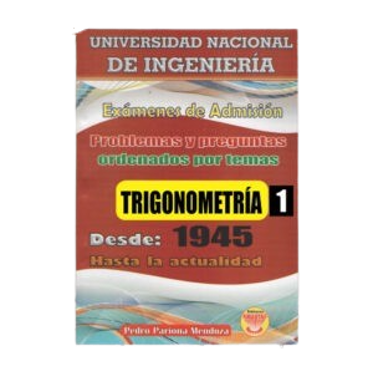 UNIVERSIDAD NACIONAL
DE INGENIERÍA
Exámenes de Admisión
Problemas y preguntas
ordenados por temas
TRIGONOMETRÍA 1
Desde: 1945
Hasta la actualidad
Pedro Pariona Mendoza